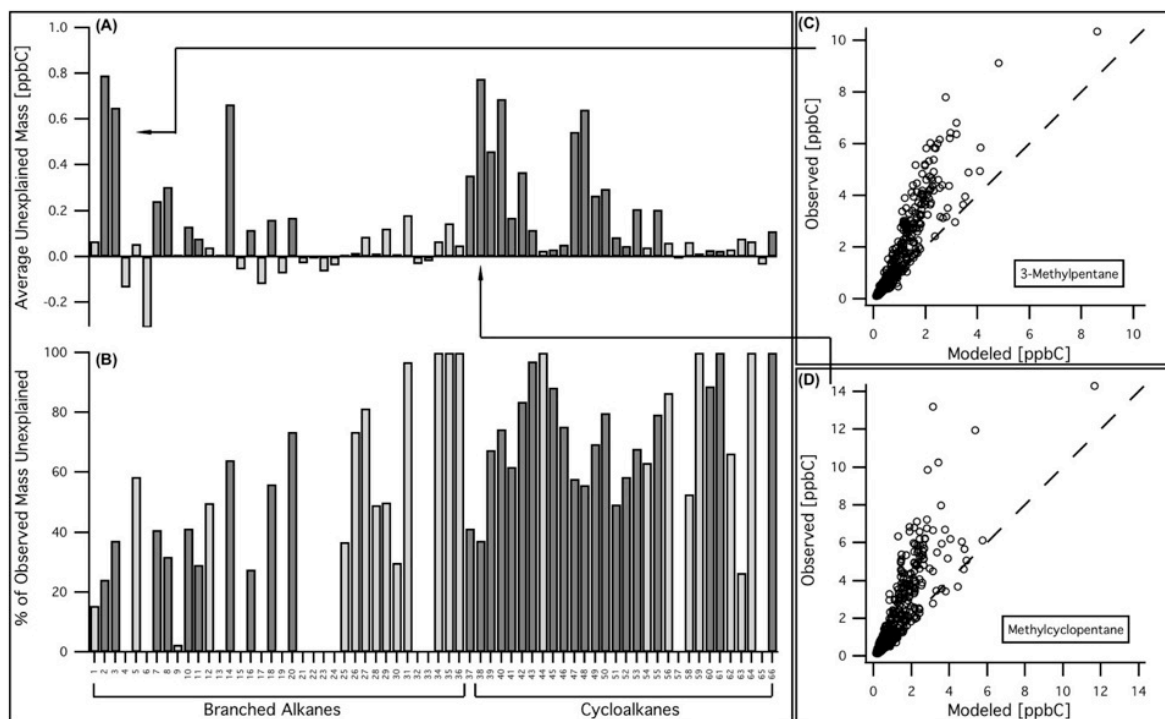 (A)
Average Unexplained Mass [ppbC]
1.0
0.8
0.6
0.4
0.2
0.0
-0.2
(B)
% of Observed Mass Unexplained
100
80
60
40
20
0
1 2 3 4 5 6 7 8 9 10 11 12 13 14 15 16 17 18 19 20 21 22 23 24 25 26 27 28 29 30 31 32 33 34 35 36 37 38 39 40 41 42 43 44 45 46 47 48 49 50 51 52 53 54 55 56 57 58 59 60 61 62 63 64 65 66
Branched Alkanes
Cycloalkanes
(C)
Observed [ppbC]
10
8
6
4
2
0
3-Methylpentane
0 2 4 6 8 10
Modeled [ppbC]
(D)
Observed [ppbC]
14
12
10
8
6
4
2
0
Methylcyclopentane
0 2 4 6 8 10 12 14
Modeled [ppbC]